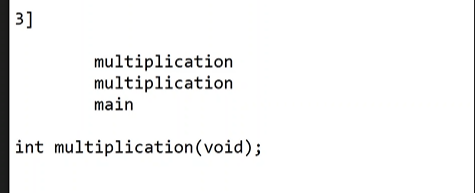 3]
multiplication
multiplication
main
int multiplication(void);